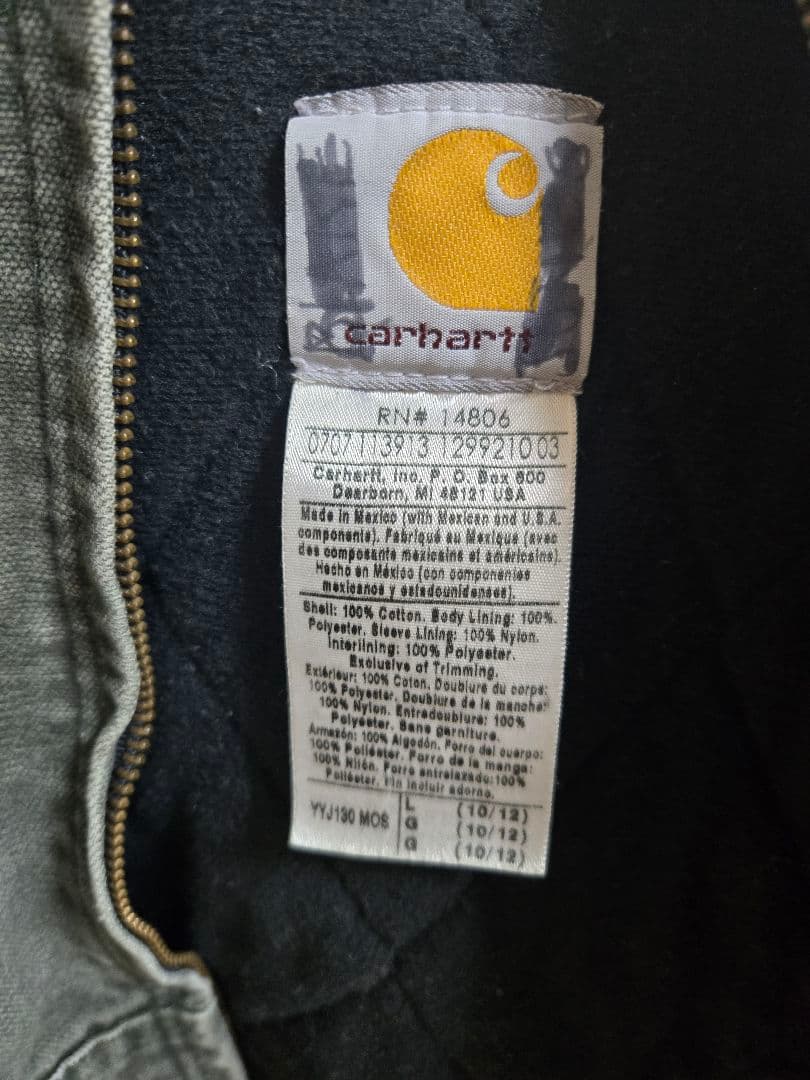 carhartt
RN# 14806
0707113913 1299210 03
Carhartt, Inc. P. O. Box 600
Dearborn, MI 48121 USA
Made in Mexico (with Mexican and U.S.A.
components). Fabriqué au Mexique (avec
des composants mexicains et américains).
Hecho en México (con componentes
mexicanos y estadounidenses).
Shell: 100% Cotton. Body Lining: 100%.
Polyester. Sleeve Lining: 100% Nylon.
Interlining: 100% Polyester.
Exclusive of Trimming.
Extérieur: 100% Coton. Doublure du corps:
100% Polyester. Doublure de la manche:
100% Nylon. Entredoublure: 100%
Polyester. Sans garniture.
Armazón: 100% Algodón. Forro del cuerpo:
100% Poliéster. Forro de la manga:
100% Nilón. Forro entrelazado:100%
Poliéster. Sin incluir adorno.
YYJ130 MOS L (10/12)
G (10/12)
G (10/12)